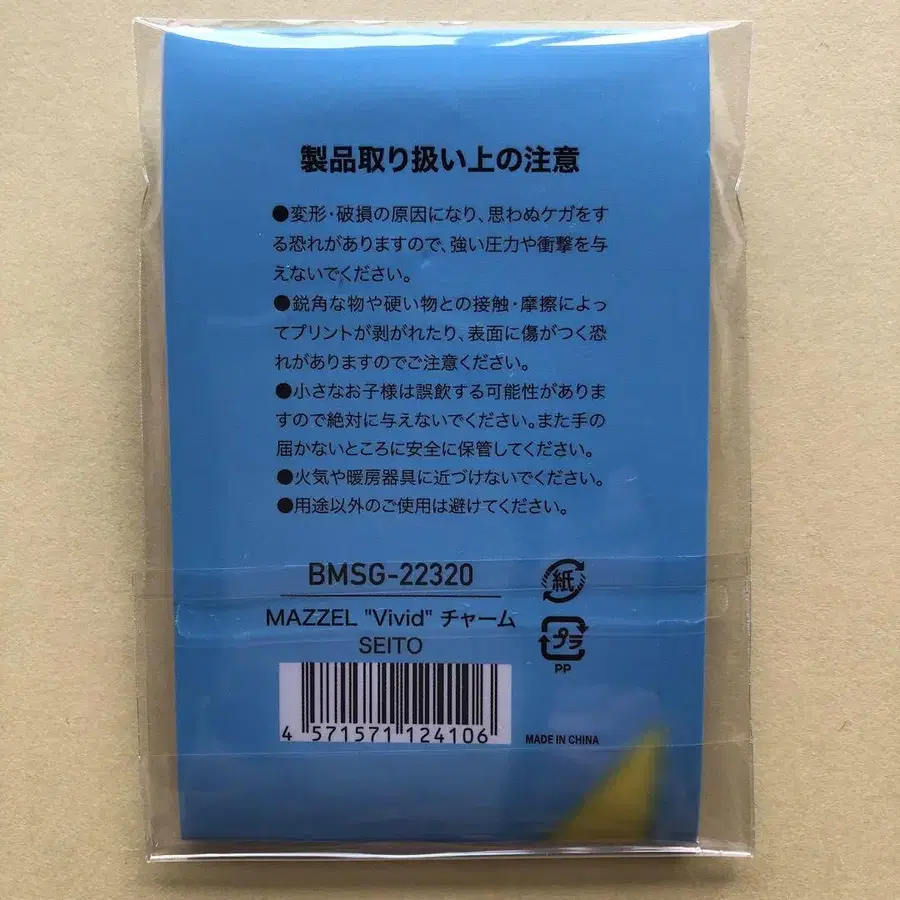 製品取り扱い上の注意
●変形・破損の原因になり、思わぬケガをす
る恐れがありますので、強い圧力や衝撃を与
えないでください。
●鋭角な物や硬い物との接触・摩擦によっ
てプリントが剥がれたり、表面に傷がつく恐
れがありますのでご注意ください。
●小さなお子様は誤飲する可能性がありま
すので絶対に与えないでください。また手の
届かないところに安全に保管してください。
●火気や暖房器具に近づけないでください。
●用途以外のご使用は避けてください。
BMSG-22320
紙
MAZZEL "Vivid" チャーム
SEITO
プラ
PP
4 571571 124106
MADE IN CHINA